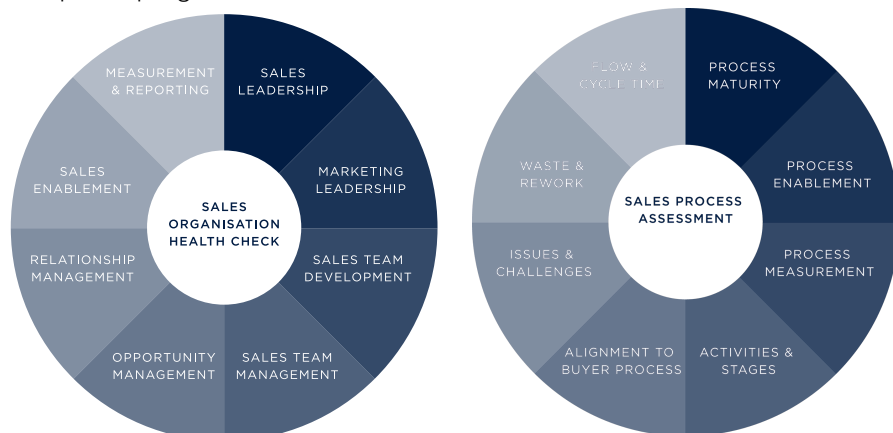 MEASUREMENT
& REPORTING
SALES
LEADERSHIP
MARKETING
LEADERSHIP
SALES TEAM
DEVELOPMENT
SALES TEAM
MANAGEMENT
OPPORTUNITY
MANAGEMENT
RELATIONSHIP
MANAGEMENT
SALES
ENABLEMENT
SALES
ORGANISATION
HEALTH CHECK
FLOW &
CYCLE TIME
PROCESS
MATURITY
PROCESS
ENABLEMENT
PROCESS
MEASUREMENT
ACTIVITIES &
STAGES
ALIGNMENT TO
BUYER PROCESS
ISSUES &
CHALLENGES
WASTE &
REWORK
SALES PROCESS
ASSESSMENT